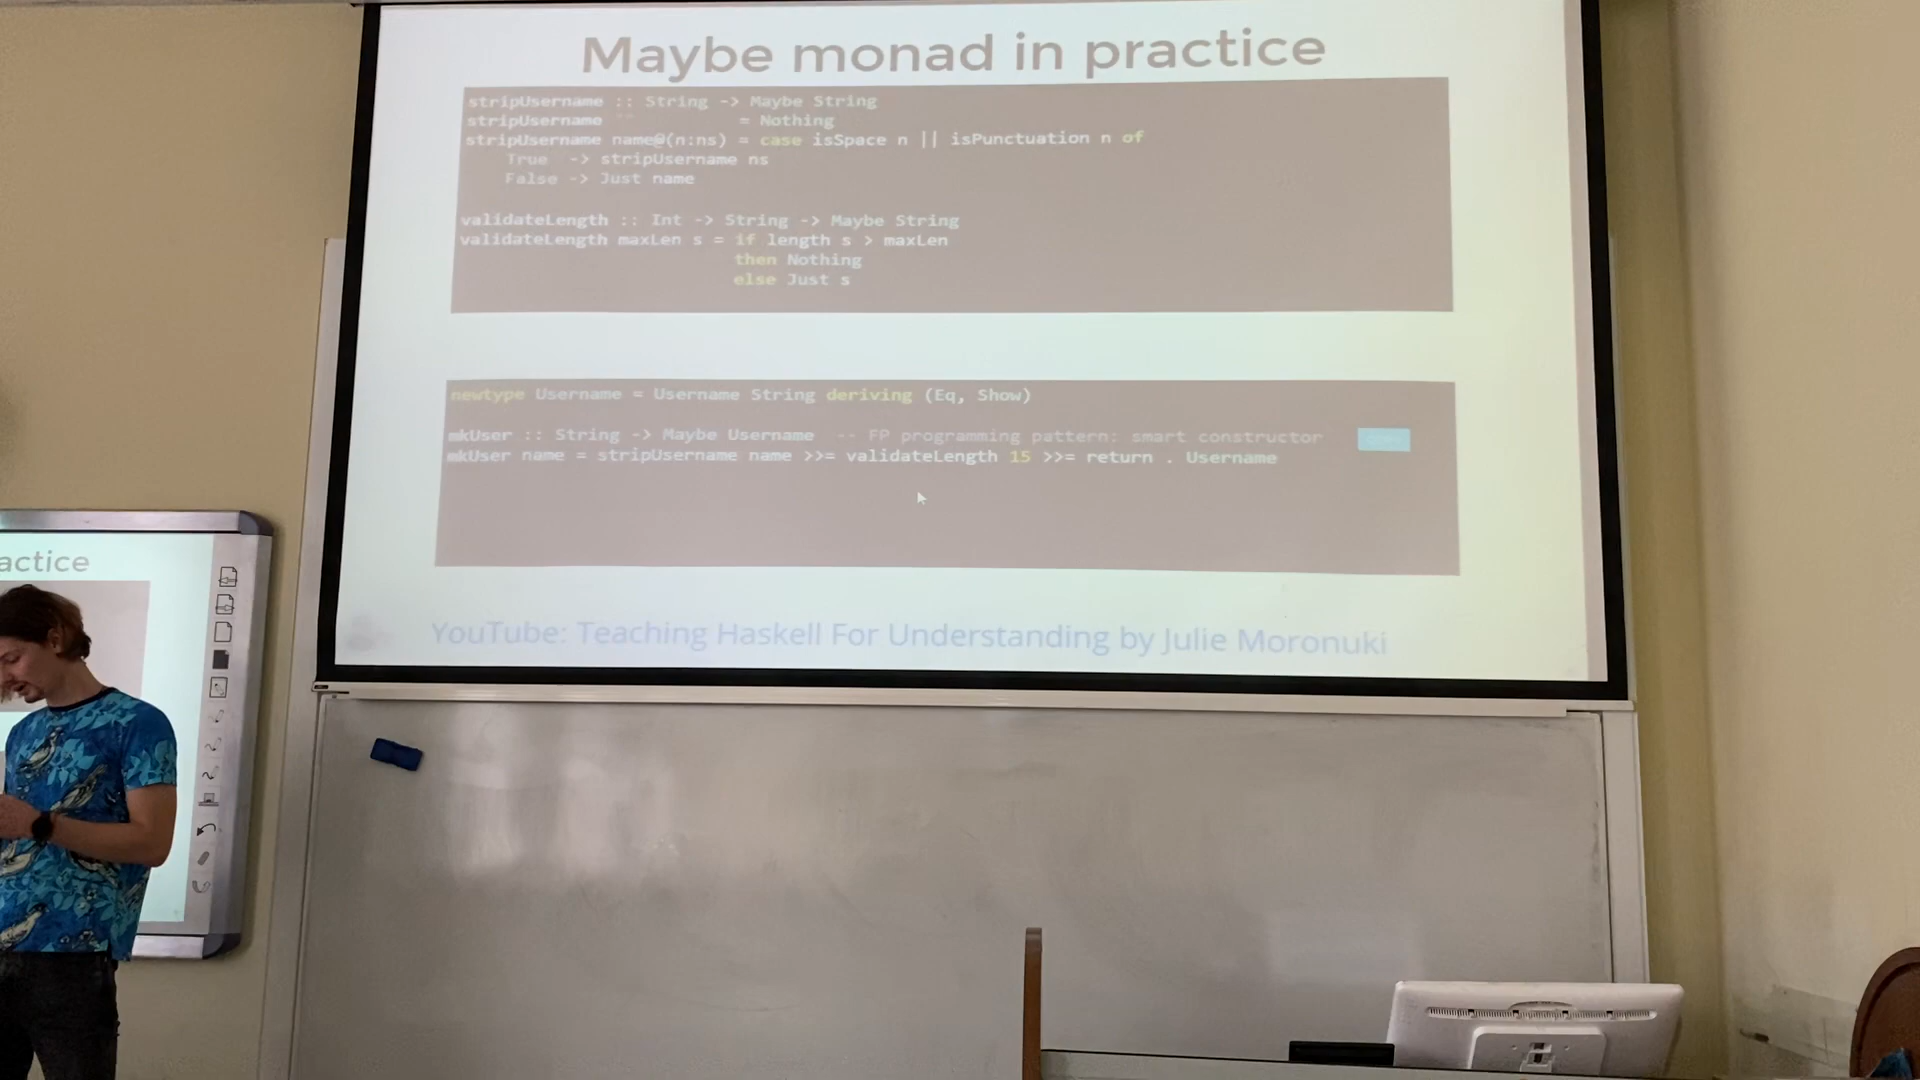 Maybe monad in practice
stripUsername :: String -> Maybe String
stripUsername "" = Nothing
stripUsername name@(n:ns) = case isSpace n || isPunctuation n of
True -> stripUsername ns
False -> Just name
validateLength :: Int -> String -> Maybe String
validateLength maxLen s = if length s > maxLen
then Nothing
else Just s
newtype Username = Username String deriving (Eq, Show)
mkUser :: String -> Maybe Username -- FP programming pattern: smart constructor
mkUser name = stripUsername name >>= validateLength 15 >>= return . Username
YouTube: Teaching Haskell For Understanding by Julie Moronuki
actice